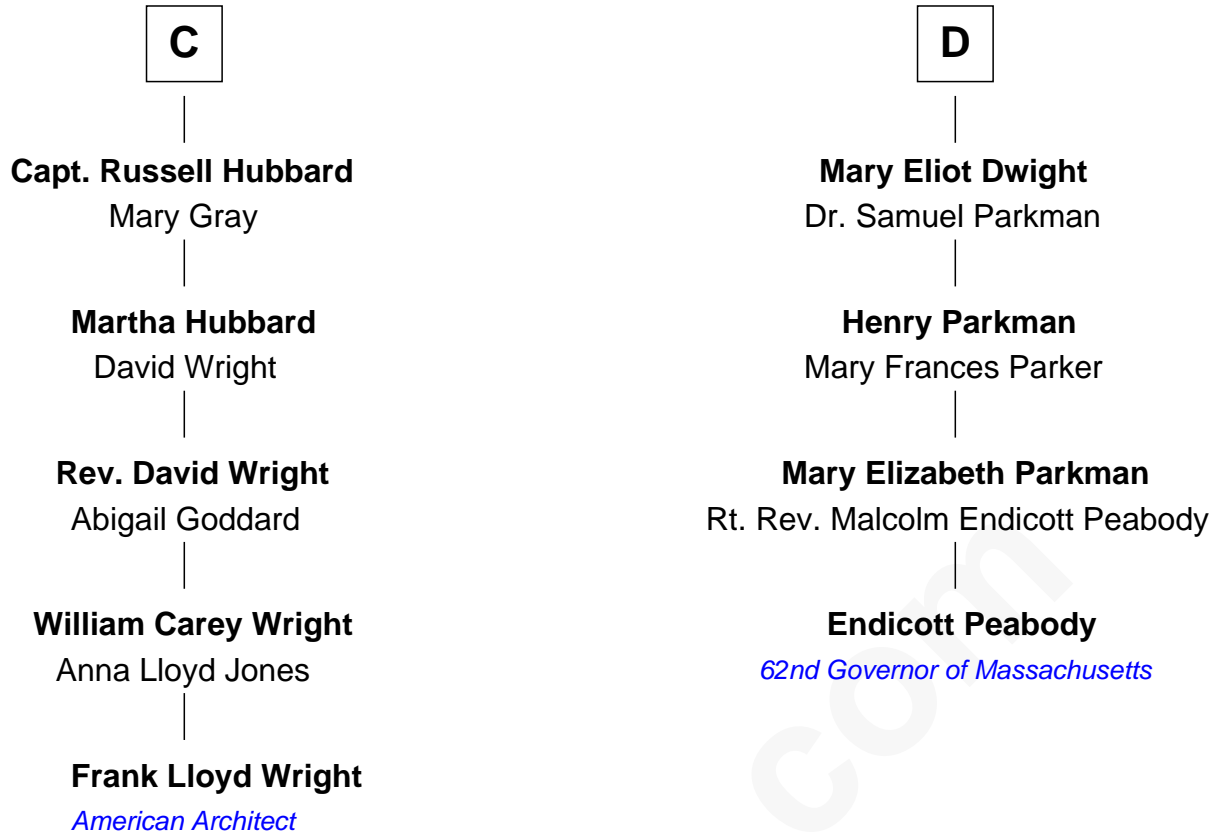 C
Capt. Russell Hubbard
Mary Gray
Martha Hubbard
David Wright
Rev. David Wright
Abigail Goddard
William Carey Wright
Anna Lloyd Jones
Frank Lloyd Wright
American Architect
D
Mary Eliot Dwight
Dr. Samuel Parkman
Henry Parkman
Mary Frances Parker
Mary Elizabeth Parkman
Rt. Rev. Malcolm Endicott Peabody
Endicott Peabody
62nd Governor of Massachusetts
com